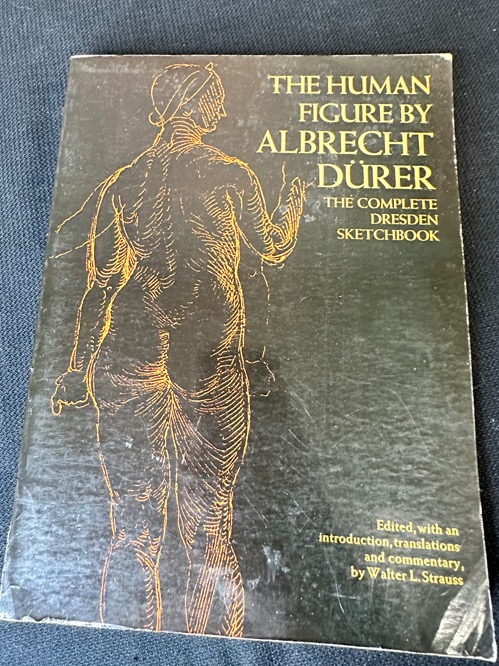 THE HUMAN
FIGURE BY
ALBRECHT
DÜRER
THE COMPLETE
DRESDEN
SKETCHBOOK
Edited, with an
introduction, translations
and commentary,
by Walter L. Strauss